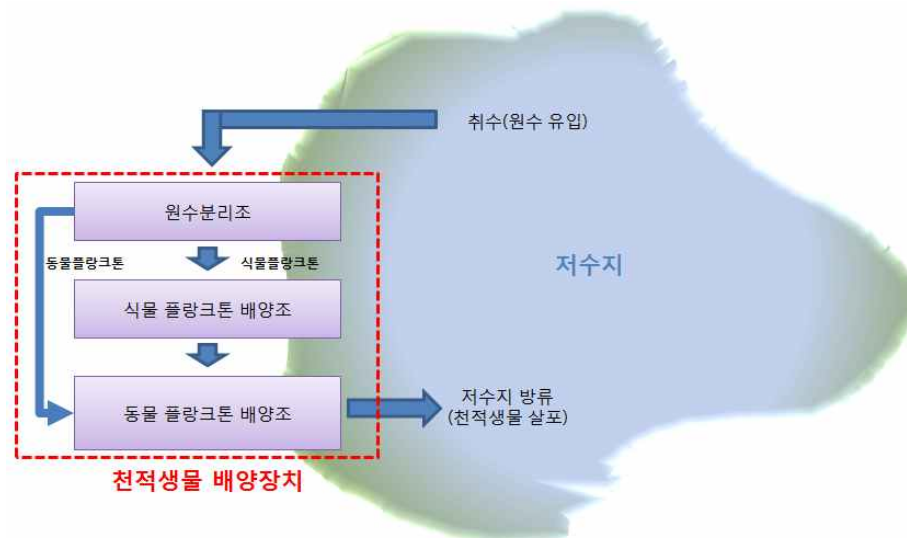 취수(원수 유입)
원수분리조
동물플랑크톤
식물플랑크톤
저수지
식물 플랑크톤 배양조
동물 플랑크톤 배양조
저수지 방류
(천적생물 살포)
천적생물 배양장치